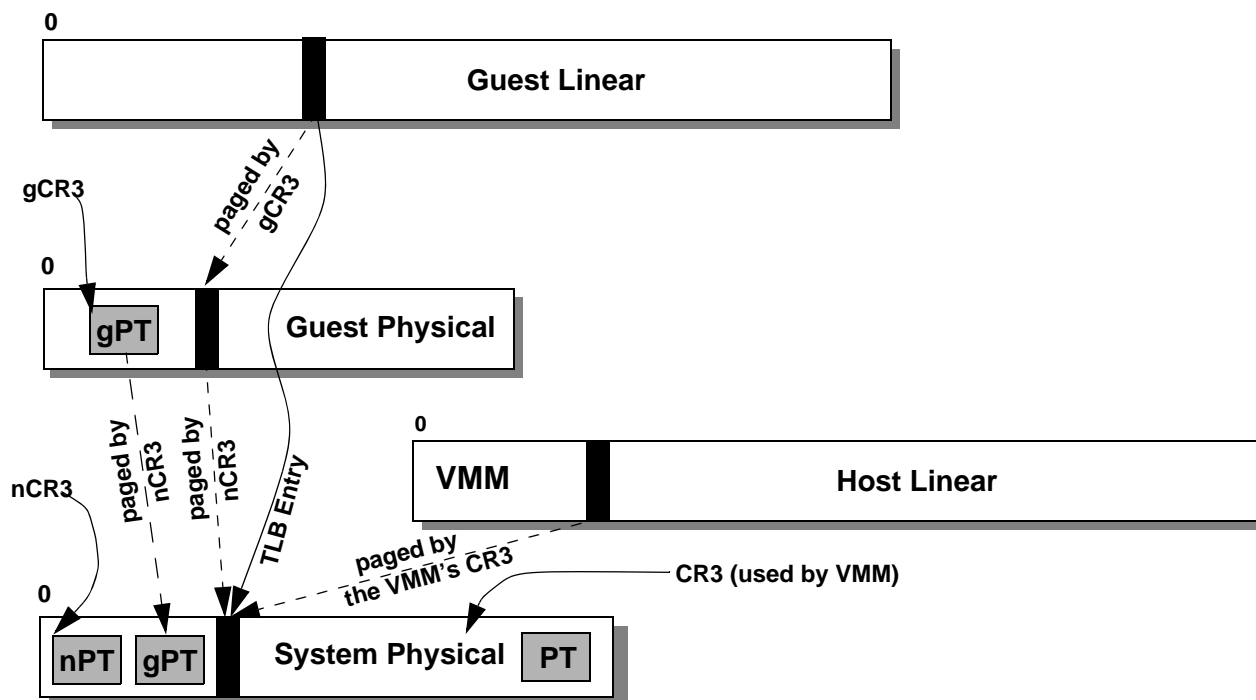 0
Guest Linear
paged by
gCR3
gCR3
0
gPT
Guest Physical
paged by
nCR3
paged by
nCR3
TLB Entry
0
VMM
Host Linear
nCR3
paged by
the VMM's CR3
CR3 (used by VMM)
0
nPT
gPT
System Physical
PT